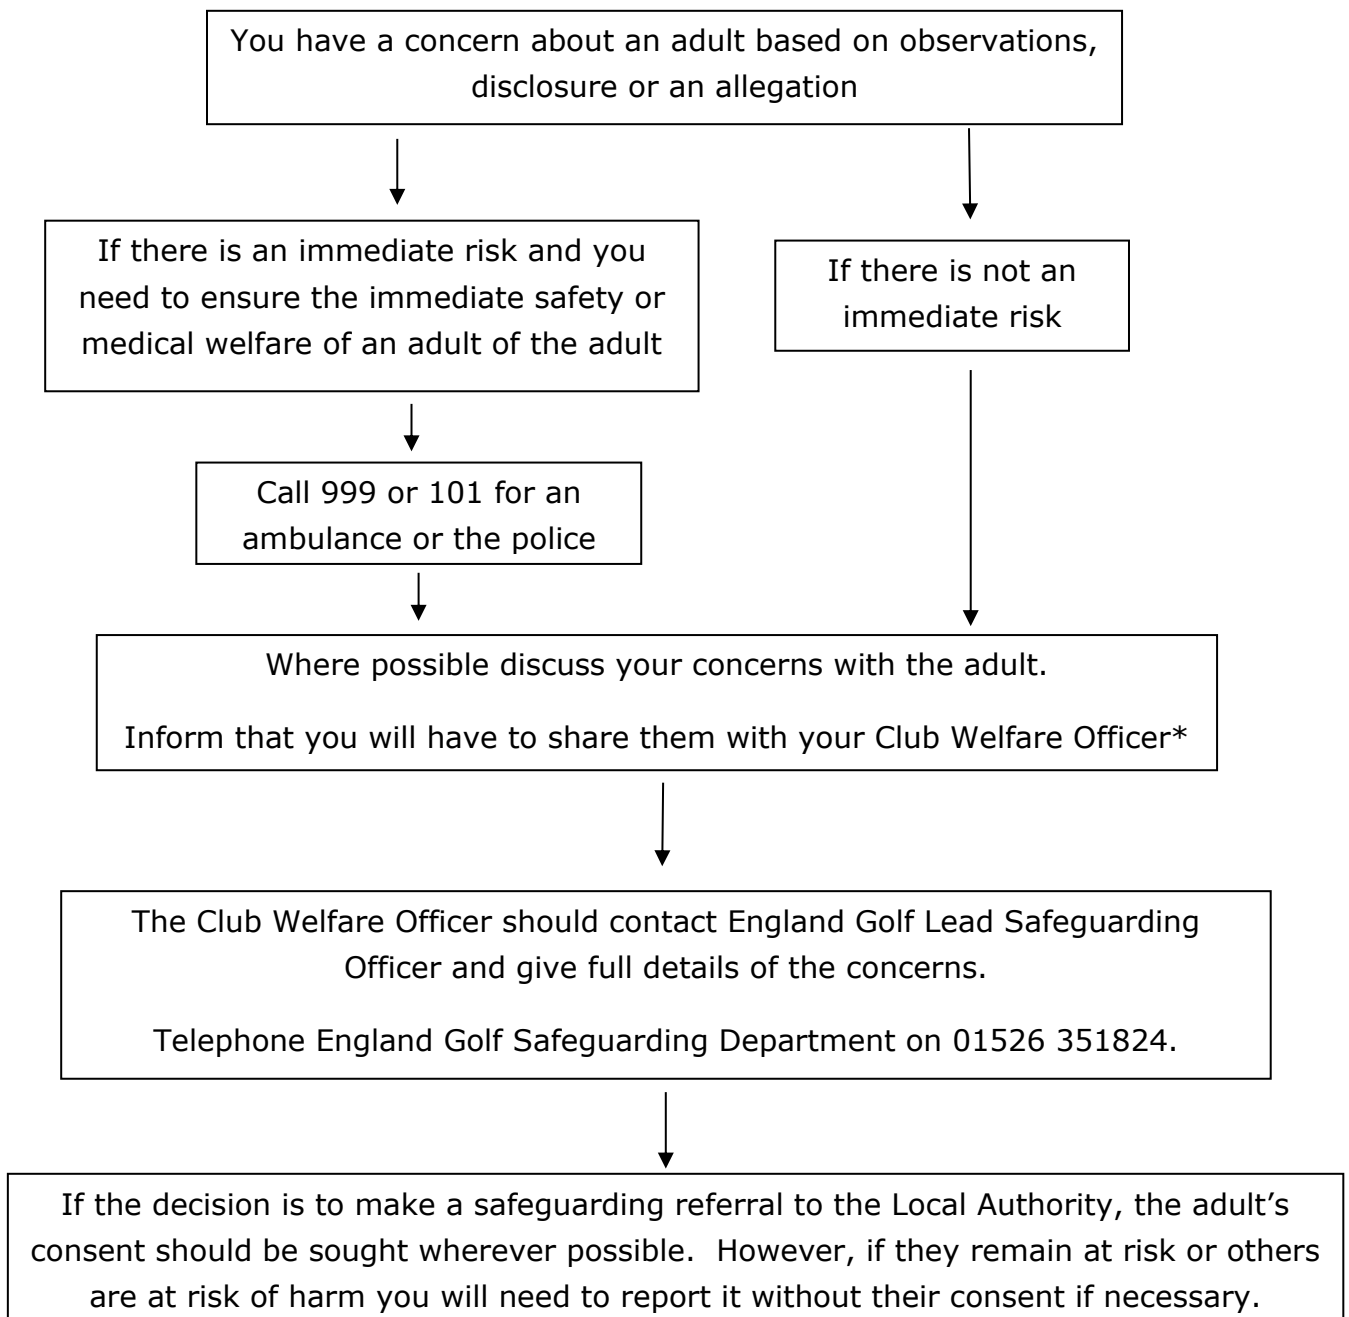 You have a concern about an adult based on observations,
disclosure or an allegation
If there is an immediate risk and you
need to ensure the immediate safety or
medical welfare of an adult of the adult
If there is not an
immediate risk
Call 999 or 101 for an
ambulance or the police
Where possible discuss your concerns with the adult.
Inform that you will have to share them with your Club Welfare Officer*
The Club Welfare Officer should contact England Golf Lead Safeguarding
Officer and give full details of the concerns.
Telephone England Golf Safeguarding Department on 01526 351824.
If the decision is to make a safeguarding referral to the Local Authority, the adult’s
consent should be sought wherever possible.  However, if they remain at risk or others
are at risk of harm you will need to report it without their consent if necessary.